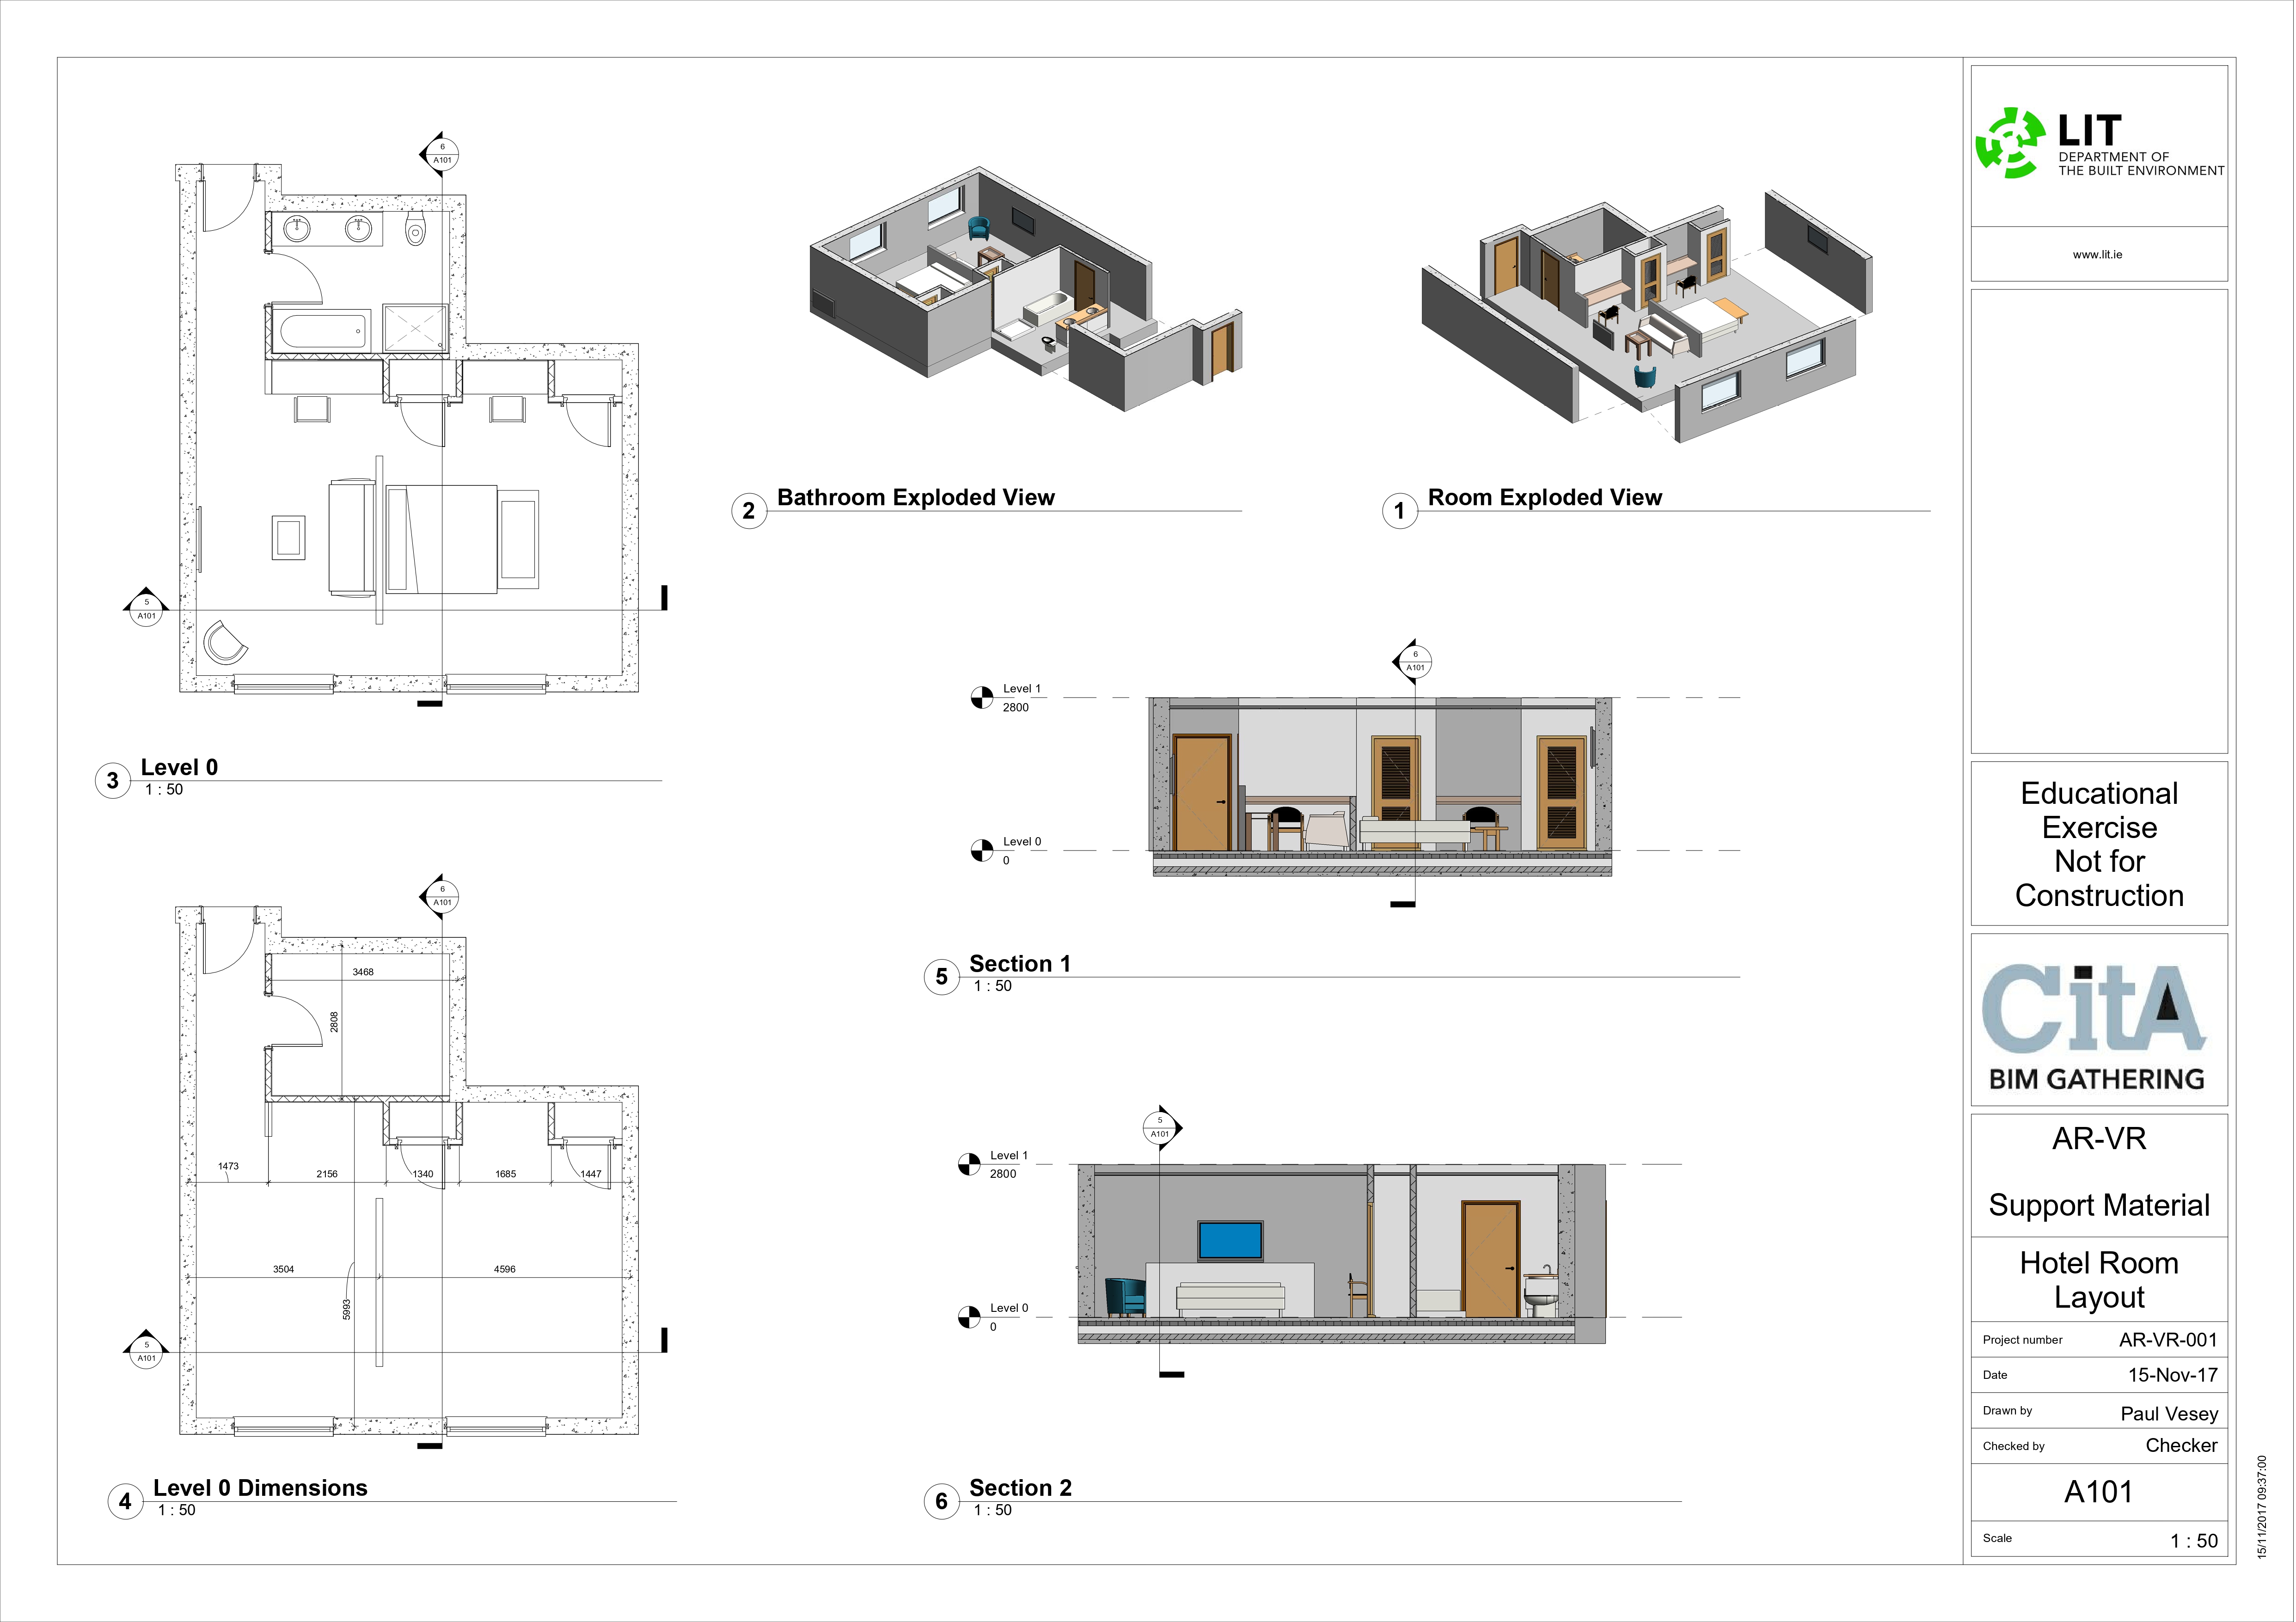 6
A101
5
A101
3
Level 0
1 : 50
2
Bathroom Exploded View
1
Room Exploded View
6
A101
Level 1
2800
Level 0
0
5
Section 1
1 : 50
6
A101
3468
2808
1473
2156
1340
1685
1447
3504
4596
5993
5
A101
4
Level 0 Dimensions
1 : 50
5
A101
Level 1
2800
Level 0
0
6
Section 2
1 : 50
LIT
DEPARTMENT OF
THE BUILT ENVIRONMENT
www.lit.ie
Educational
Exercise
Not for
Construction
CitA
BIM GATHERING
AR-VR
Support Material
Hotel Room
Layout
Project number AR-VR-001
Date 15-Nov-17
Drawn by Paul Vesey
Checked by Checker
A101
Scale 1 : 50
15/11/2017 09:37:00